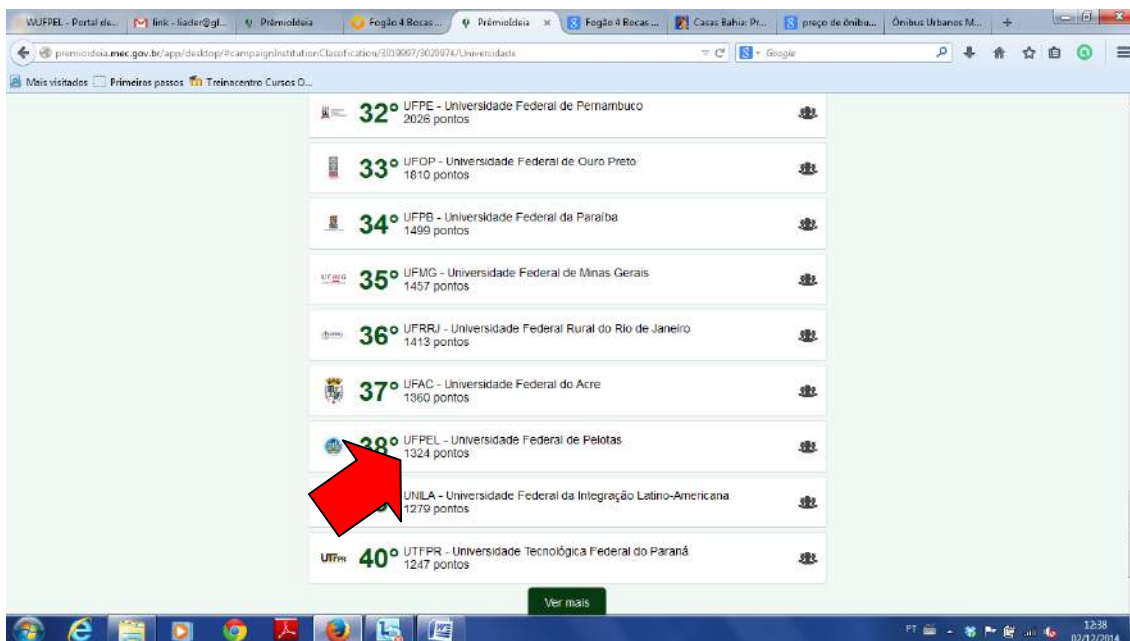 WUFPEL - Portal de...
link - liader@gl...
Prêmioideia
Fogão 4 Bocas...
Prêmioideia
Fogão 4 Bocas ...
Casas Bahia: Pr...
preço de ônibu...
Ônibus Urbanos M...
premioideia.mec.gov.br/app/desktop/#campaignInstitutionClassification/3019997/3020974/Universidade
Google
Mais visitados
Primeiros passos
Treinacentro Cursos O...
32º UFPE - Universidade Federal de Pernambuco
2026 pontos
33º UFOP - Universidade Federal de Ouro Preto
1810 pontos
34º UFPB - Universidade Federal da Paraíba
1499 pontos
35º UFMG - Universidade Federal de Minas Gerais
1457 pontos
36º UFRRJ - Universidade Federal Rural do Rio de Janeiro
1413 pontos
37º UFAC - Universidade Federal do Acre
1360 pontos
38º UFPEL - Universidade Federal de Pelotas
1324 pontos
UNILA - Universidade Federal da Integração Latino-Americana
1279 pontos
UTFPR
40º UTFPR - Universidade Tecnológica Federal do Paraná
1247 pontos
Ver mais
PT
12:38
02/12/2014